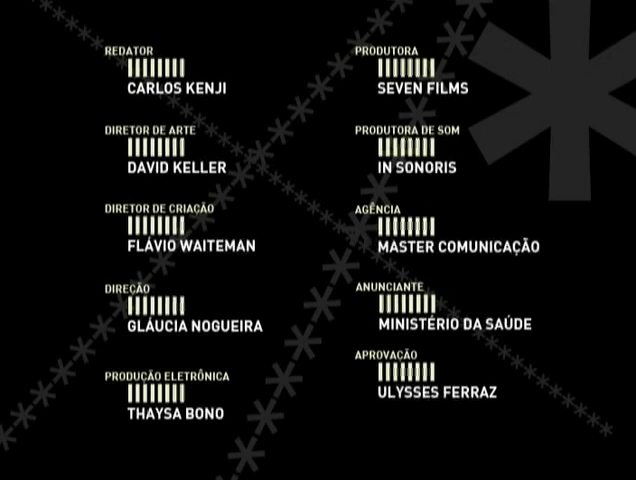 REDATOR
CARLOS KENJI
DIRETOR DE ARTE
DAVID KELLER
DIRETOR DE CRIAÇÃO
FLÁVIO WAITEMAN
DIREÇÃO
GLÁUCIA NOGUEIRA
PRODUÇÃO ELETRÔNICA
THAYSA BONO
PRODUTORA
SEVEN FILMS
PRODUTORA DE SOM
IN SONORIS
AGÊNCIA
MASTER COMUNICAÇÃO
ANUNCIANTE
MINISTÉRIO DA SAÚDE
APROVAÇÃO
ULYSSES FERRAZ